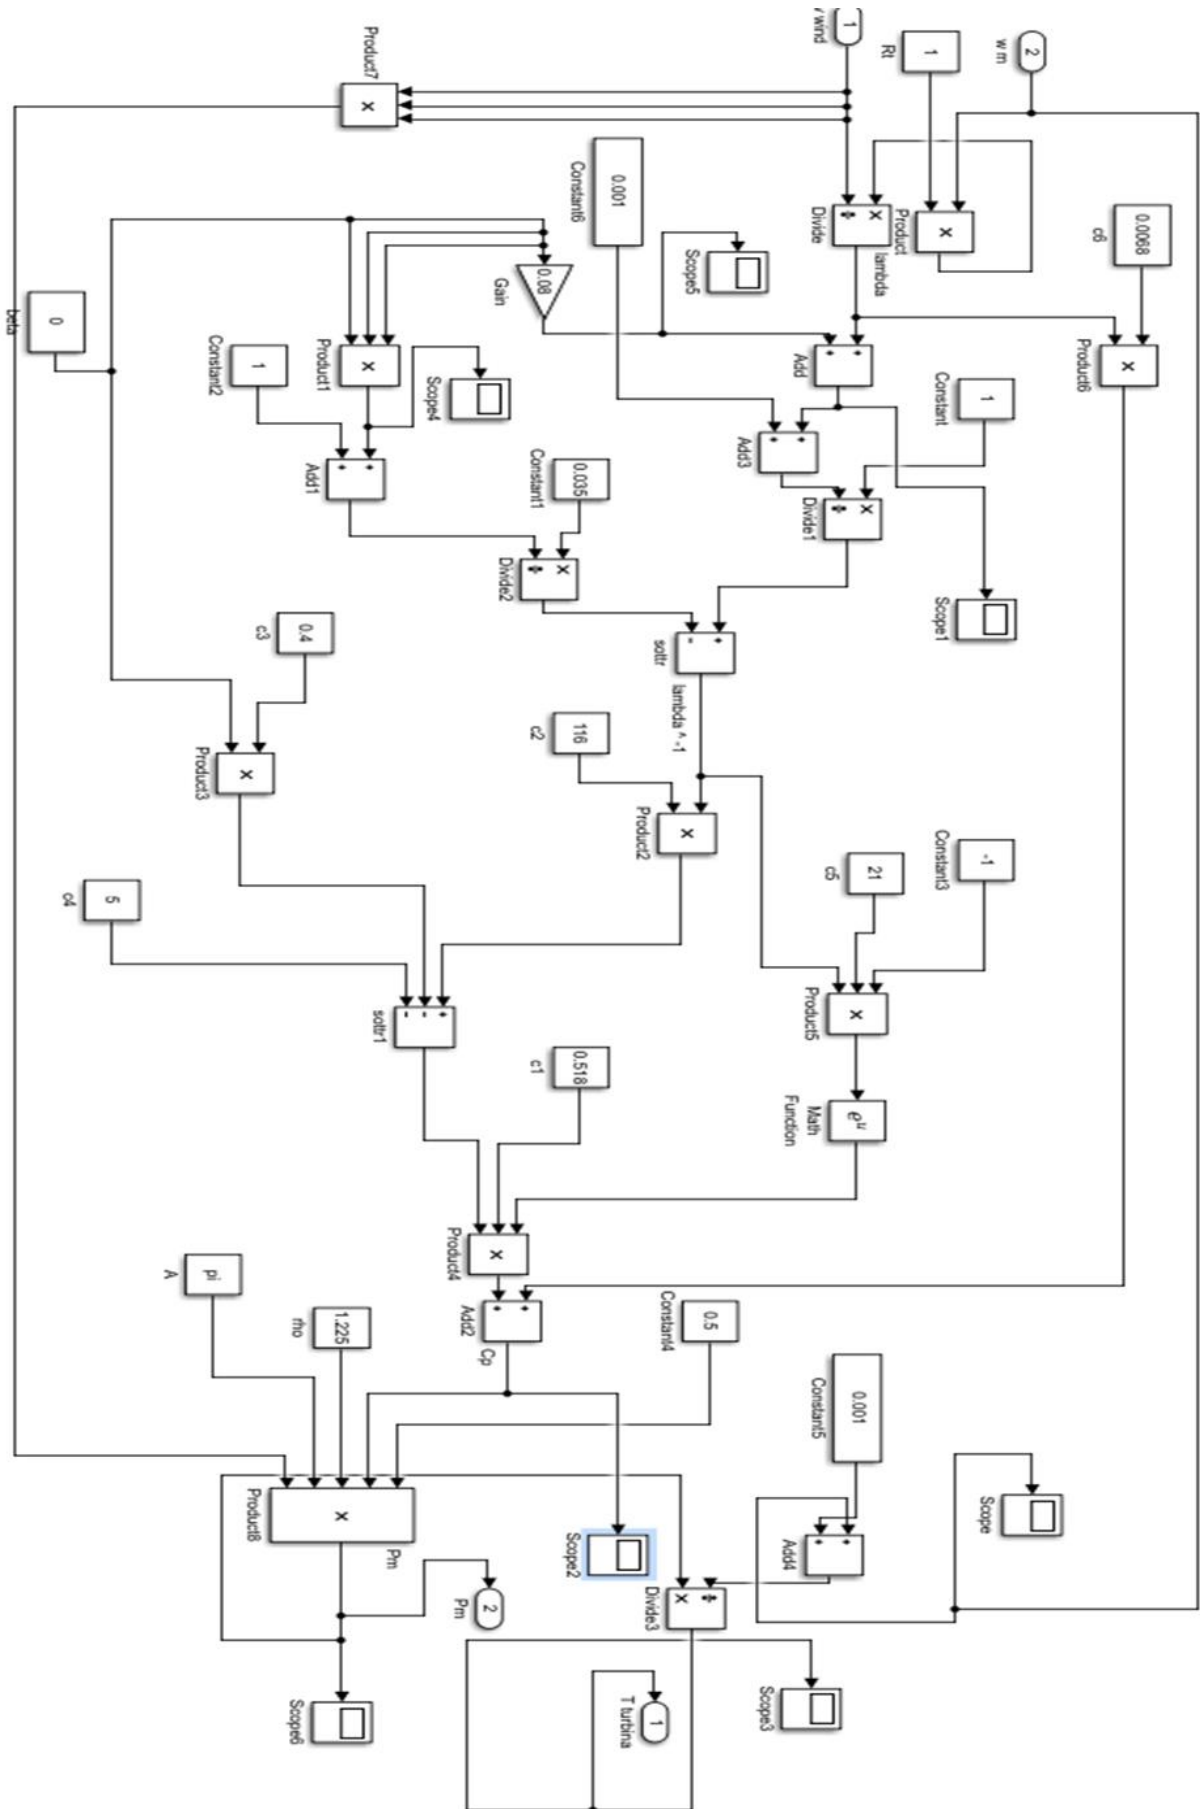 2
w m
1
Rt
1
v wind
Product7
x
x
Product
x
÷
Divide
lambda
0.0068
c6
x
Product6
0.001
Constant6
Scope5
0.08
Gain
+
+
Add
1
Constant
+
+
Add3
x
÷
Divide1
Scope1
0
beta
x
Product1
Scope4
1
Constant2
+
+
Add1
0.035
Constant1
x
÷
Divide2
+
-
sottr
lambda ^ -1
0.4
c3
x
Product3
116
c2
x
Product2
-1
Constant3
21
c5
x
Product5
e^u
Math
Function
5
c4
+
-
-
sottr1
0.518
c1
x
Product4
+
+
Add2
Cp
0.5
Constant4
pi
A
1.225
rho
x
Product8
Pm
2
Pm
Scope6
Scope2
0.001
Constant5
+
+
Add4
÷
x
Divide3
Scope
Scope3
1
T turbina